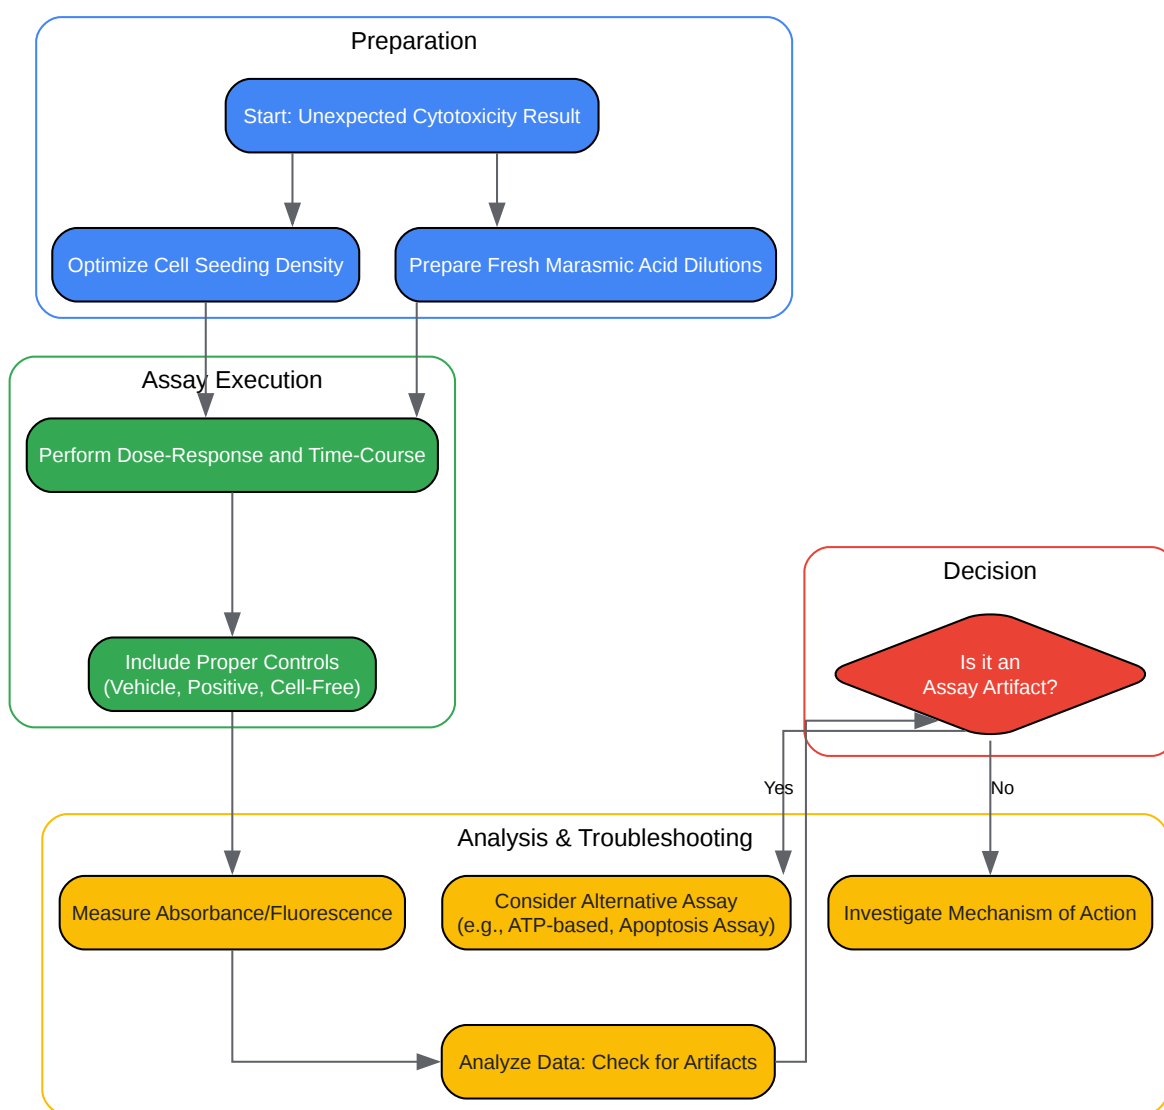 Preparation
Start: Unexpected Cytotoxicity Result
Optimize Cell Seeding Density
Prepare Fresh Marasmic Acid Dilutions
Assay Execution
Perform Dose-Response and Time-Course
Include Proper Controls
(Vehicle, Positive, Cell-Free)
Decision
Is it an
Assay Artifact?
Yes
No
Analysis & Troubleshooting
Measure Absorbance/Fluorescence
Consider Alternative Assay
(e.g., ATP-based, Apoptosis Assay)
Investigate Mechanism of Action
Analyze Data: Check for Artifacts